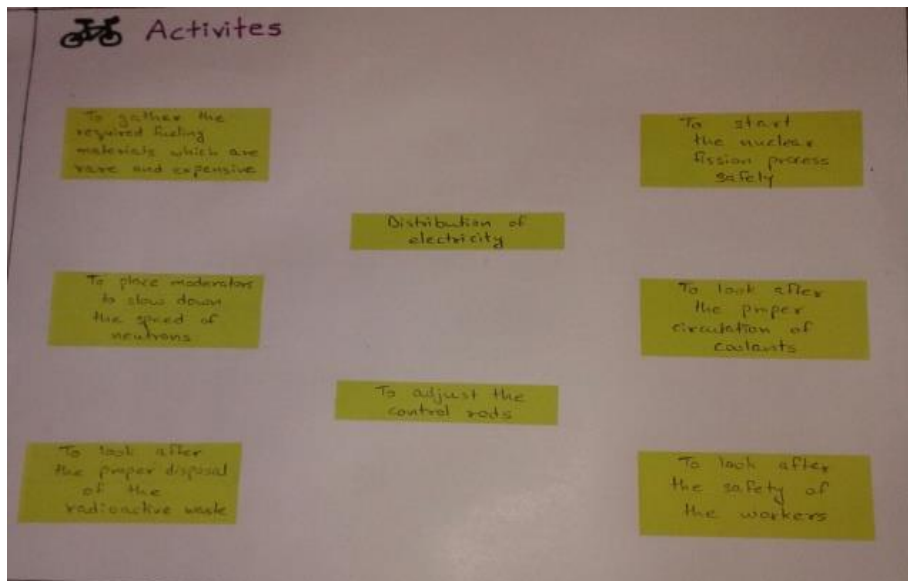 Activites
To gather the
required fueling
materials which are
rare and expensive
To start
the nuclear
fission process
safely
Distribution of
electricity
To place moderators
to slow down
the speed of
neutrons
To look after
the proper
circulation of
coolants
To adjust the
control rods
To look after
the proper disposal
of the
radioactive waste
To look after
the safety of
the workers